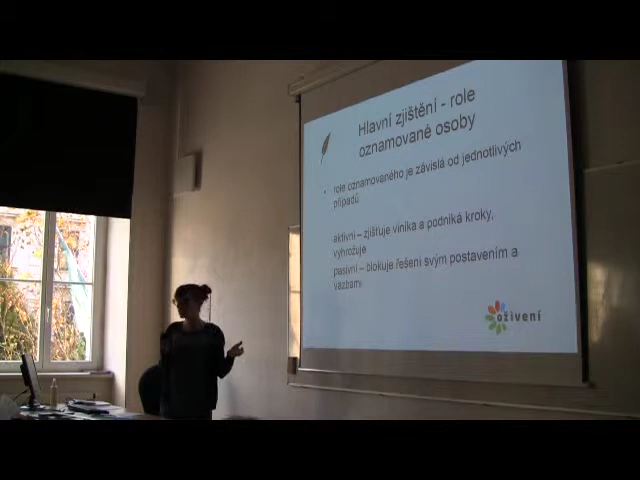 Hlavní zjištění - role
oznamované osoby
• role oznamovaného je závislá od jednotlivých
případů
aktivní – zjišťuje viníka a podniká kroky,
vyhrožuje
pasivní – blokuje řešení svým postavením a
vazbami
oživení